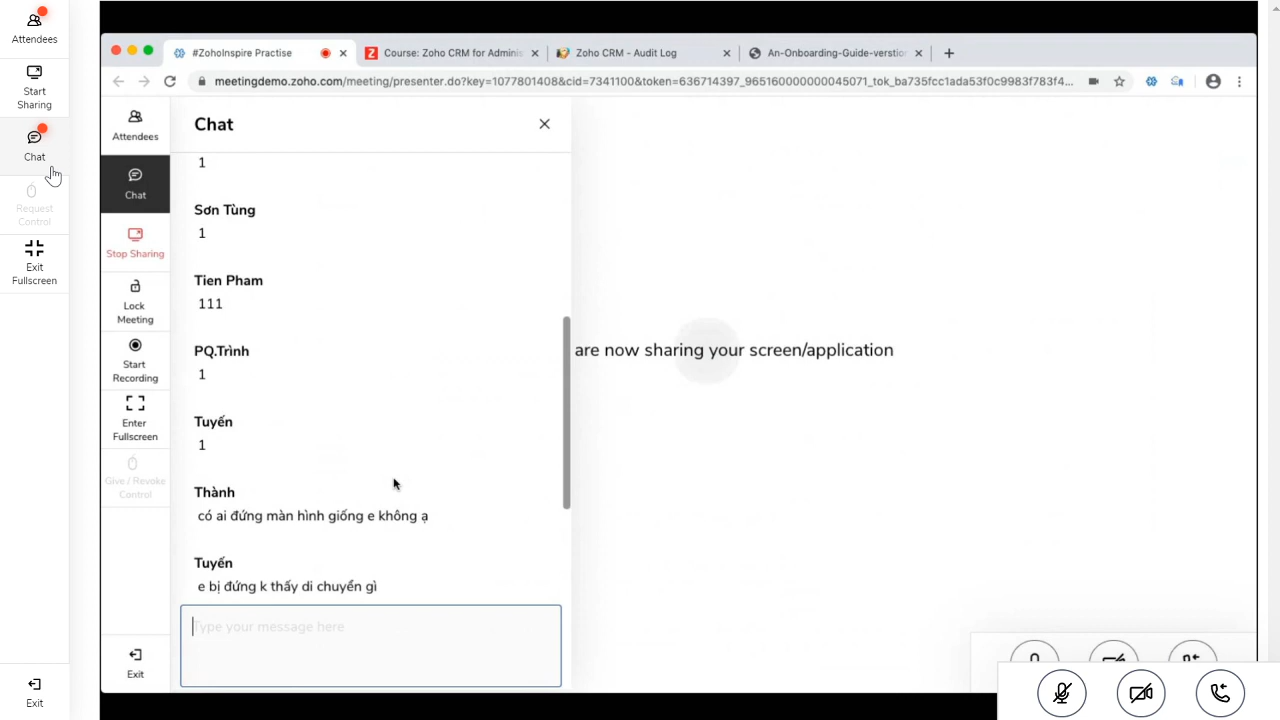 Attendees
Start
Sharing
Chat
Request
Control
Exit
Fullscreen
Exit
#ZohoInspire Practise
Course: Zoho CRM for Adminis
Zoho CRM - Audit Log
An-Onboarding-Guide-verstion
meetingdemo.zoho.com/meeting/presenter.do?key=1077801408&cid=7341100&token=636714397_965160000000045071_tok_ba735fcc1ada53f0c9983f783f4...
Attendees
Chat
Stop Sharing
Lock
Meeting
Start
Recording
Enter
Fullscreen
Give / Revoke
Control
Exit
Chat
1
Sơn Tùng
1
Tien Pham
111
PQ.Trình
1
Tuyến
1
Thành
có ai đứng màn hình giống e không ạ
Tuyến
e bị đứng k thấy di chuyển gì
Type your message here
are now sharing your screen/application